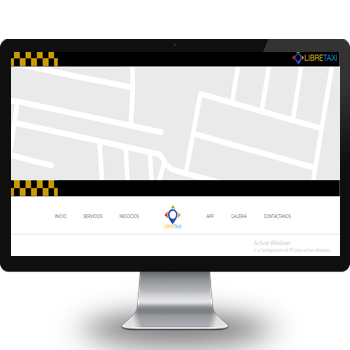 LIBRETAXI
INICIO SERVICIOS NEGOCIOS APP GALERIA CONTACTANOS
LIBRETAXI
Activar Windows
Ir a Configuración de PC para activar Windows.